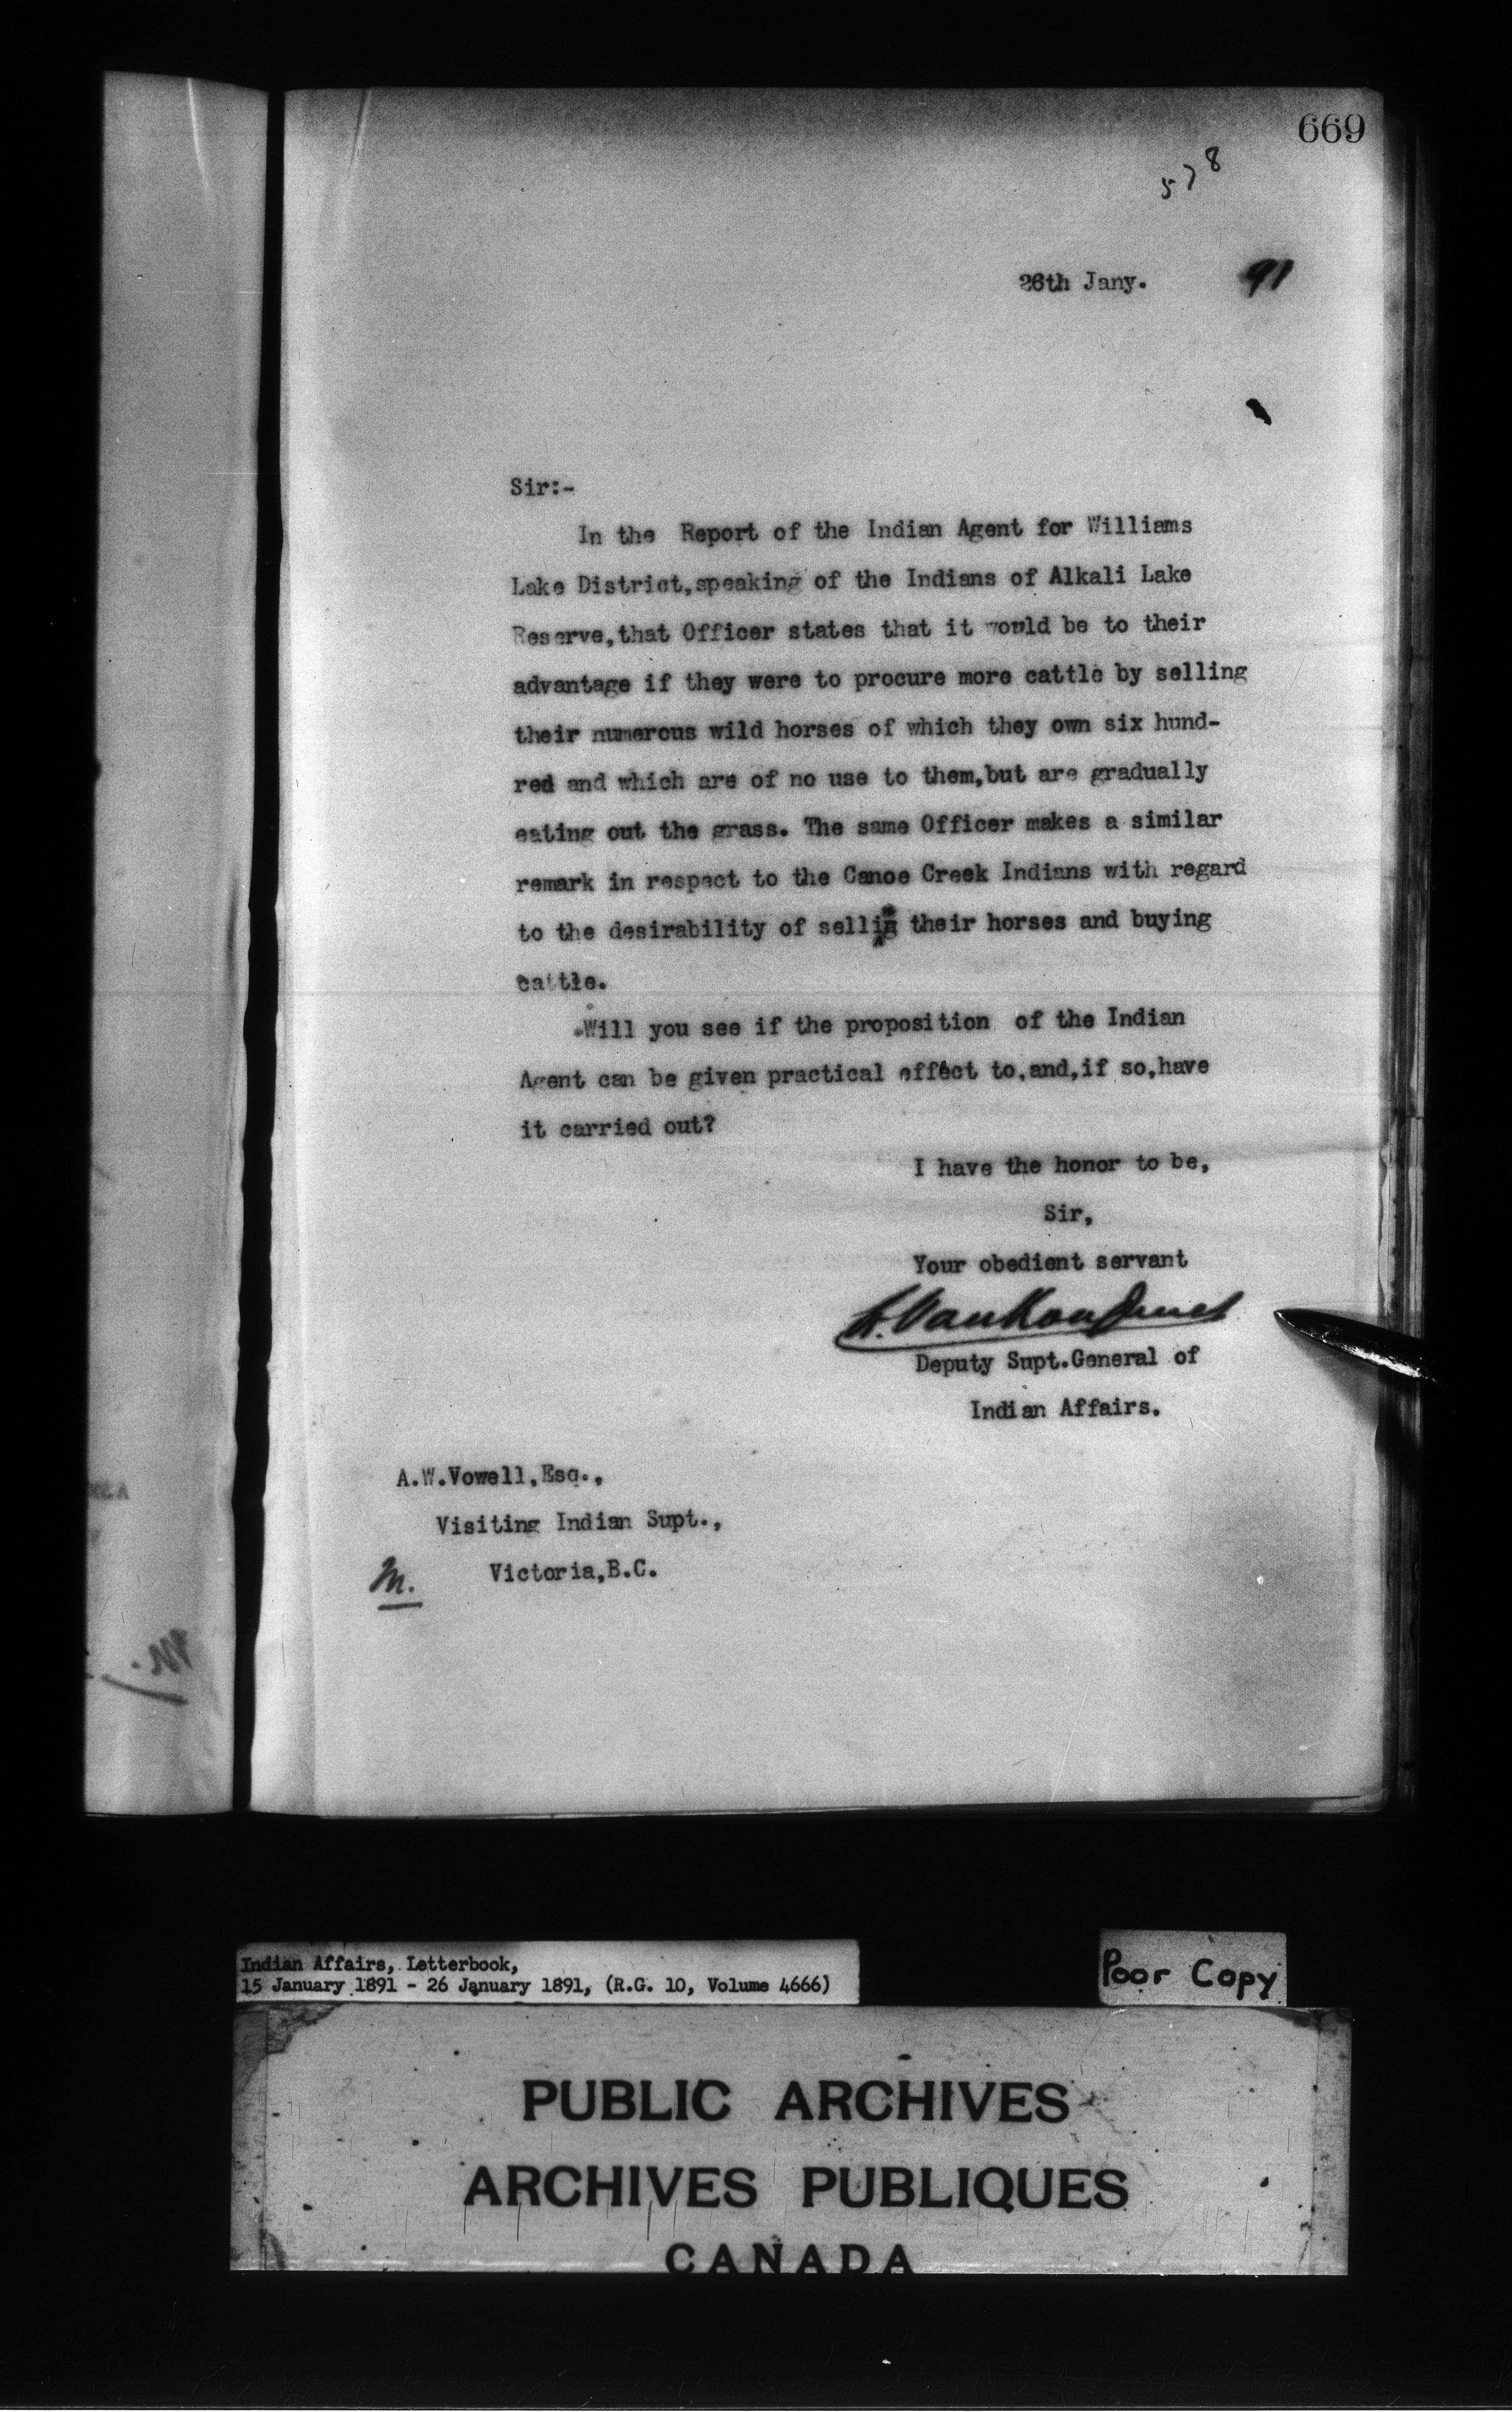 669
578
26th Jany. 91
Sir:-
In the Report of the Indian Agent for Williams
Lake District,speaking of the Indians of Alkali Lake
Reserve,that Officer states that it would be to their
advantage if they were to procure more cattle by selling
their numerous wild horses of which they own six hund-
red and which are of no use to them,but are gradually
eating out the grass. The same Officer makes a similar
remark in respect to the Canoe Creek Indians with regard
to the desirability of selling their horses and buying
cattle.
Will you see if the proposition of the Indian
Agent can be given practical effect to,and,if so,have
it carried out?
I have the honor to be,
Sir,
Your obedient servant
L. VanKoughnet
Deputy Supt.General of
Indian Affairs.
A.W.Vowell,Esq.,
Visiting Indian Supt.,
Victoria,B.C.
M.
Indian Affairs, Letterbook,
15 January 1891 - 26 January 1891, (R.G. 10, Volume 4666)
Poor Copy
PUBLIC ARCHIVES
ARCHIVES PUBLIQUES
CANADA